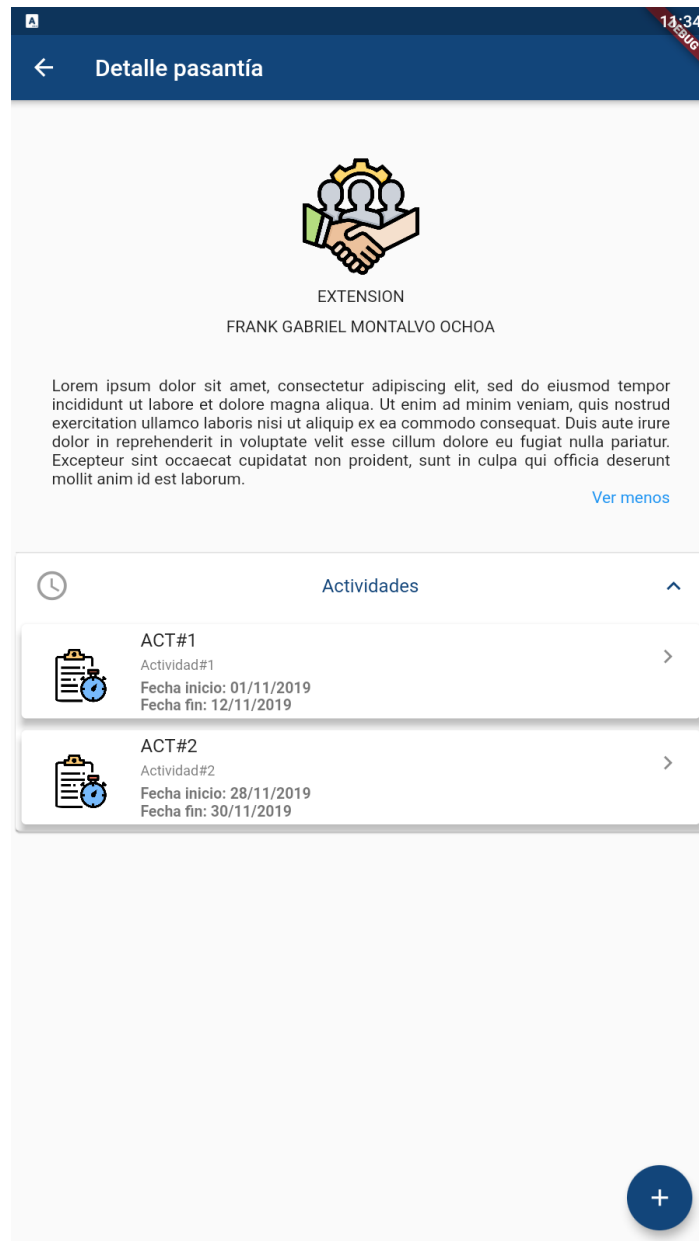 A
11:34
DEBUG
Detalle pasantía
EXTENSION
FRANK GABRIEL MONTALVO OCHOA
Lorem ipsum dolor sit amet, consectetur adipiscing elit, sed do eiusmod tempor
incididunt ut labore et dolore magna aliqua. Ut enim ad minim veniam, quis nostrud
exercitation ullamco laboris nisi ut aliquip ex ea commodo consequat. Duis aute irure
dolor in reprehenderit in voluptate velit esse cillum dolore eu fugiat nulla pariatur.
Excepteur sint occaecat cupidatat non proident, sunt in culpa qui officia deserunt
mollit anim id est laborum.
Ver menos
Actividades
ACT#1
Actividad#1
Fecha inicio: 01/11/2019
Fecha fin: 12/11/2019
ACT#2
Actividad#2
Fecha inicio: 28/11/2019
Fecha fin: 30/11/2019